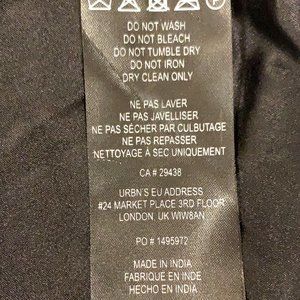 DO NOT WASH
DO NOT BLEACH
DO NOT TUMBLE DRY
DO NOT IRON
DRY CLEAN ONLY
NE PAS LAVER
NE PAS JAVELLISER
NE PAS SÉCHER PAR CULBUTAGE
NE PAS REPASSER
NETTOYAGE À SEC UNIQUEMENT
CA # 29438
URBN'S EU ADDRESS
#24 MARKET PLACE 3RD FLOOR
LONDON, UK WIW8AN
PO # 1495972
MADE IN INDIA
FABRIQUE EN INDE
HECHO EN INDIA